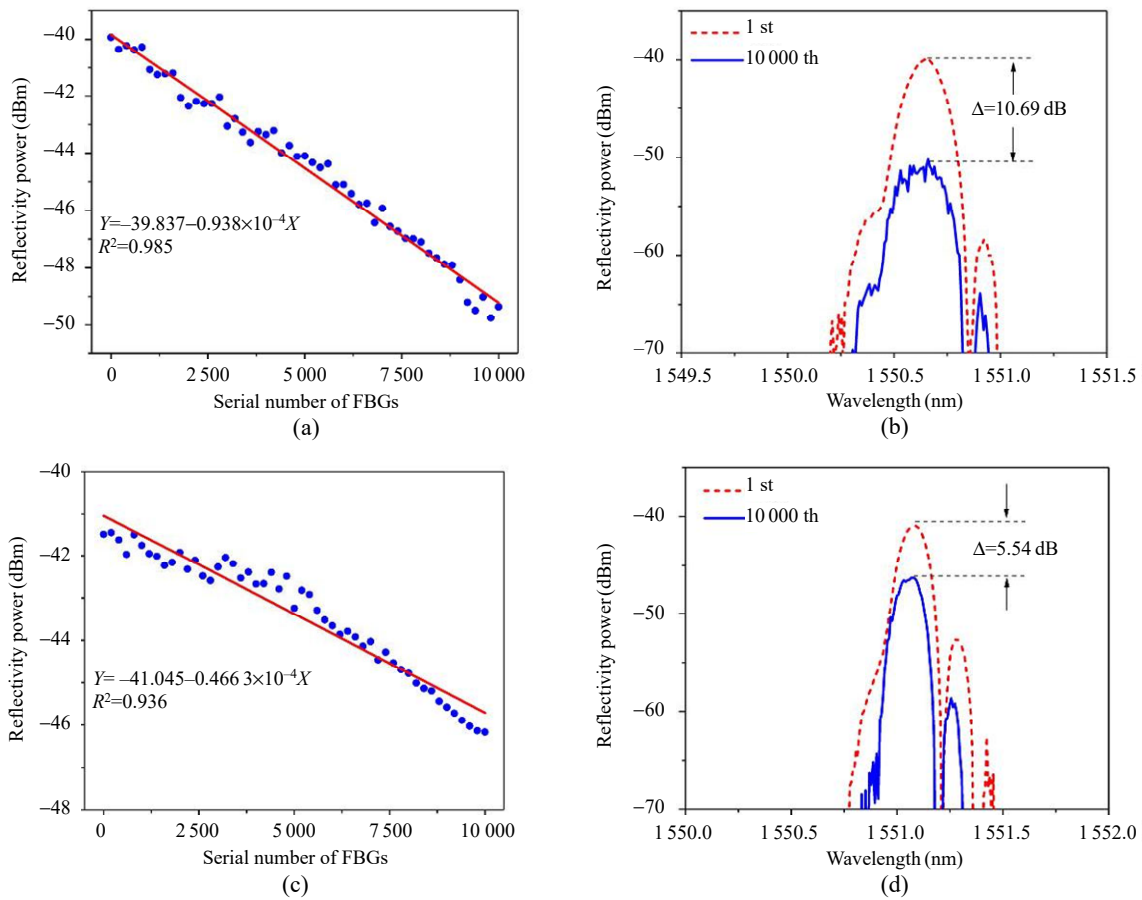 −40
−42
−44
−46
−48
−50
Reflectivity power (dBm)
Y=−39.837−0.938×10⁻⁴X
R²=0.985
0
2 500
5 000
7 500
10 000
Serial number of FBGs
(a)
1 st
10 000 th
−40
−50
−60
−70
Reflectivity power (dBm)
Δ=10.69 dB
1 549.5
1 550.0
1 550.5
1 551.0
1 551.5
Wavelength (nm)
(b)
−40
−42
−44
−46
−48
Reflectivity power (dBm)
Y= −41.045−0.466 3×10⁻⁴X
R²=0.936
0
2 500
5 000
7 500
10 000
Serial number of FBGs
(c)
1 st
10 000 th
−40
−50
−60
−70
Reflectivity power (dBm)
Δ=5.54 dB
1 550.0
1 550.5
1 551.0
1 551.5
1 552.0
Wavelength (nm)
(d)